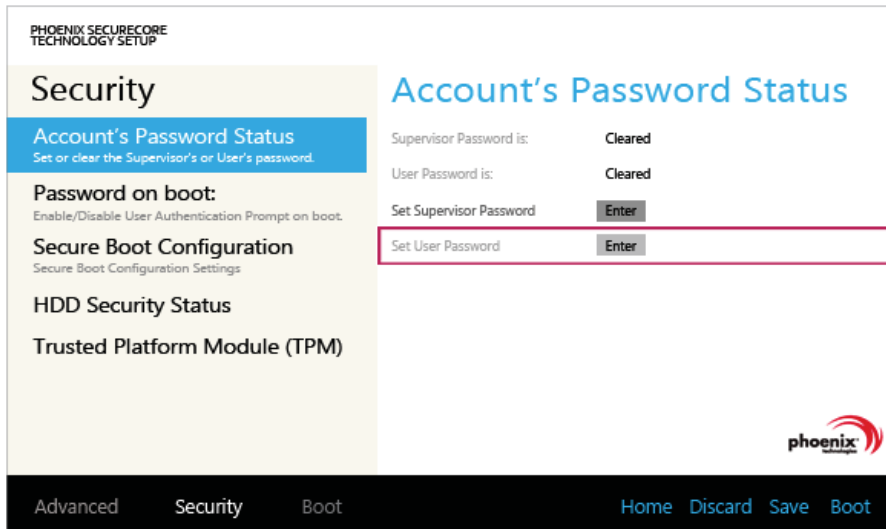 PHOENIX SECURECORE
TECHNOLOGY SETUP
Security
Account's Password Status
Set or clear the Supervisor's or User's password.
Password on boot:
Enable/Disable User Authentication Prompt on boot.
Secure Boot Configuration
Secure Boot Configuration Settings
HDD Security Status
Trusted Platform Module (TPM)
Account's Password Status
Supervisor Password is: Cleared
User Password is: Cleared
Set Supervisor Password Enter
Set User Password Enter
phoenix
technologies
Advanced Security Boot Home Discard Save Boot